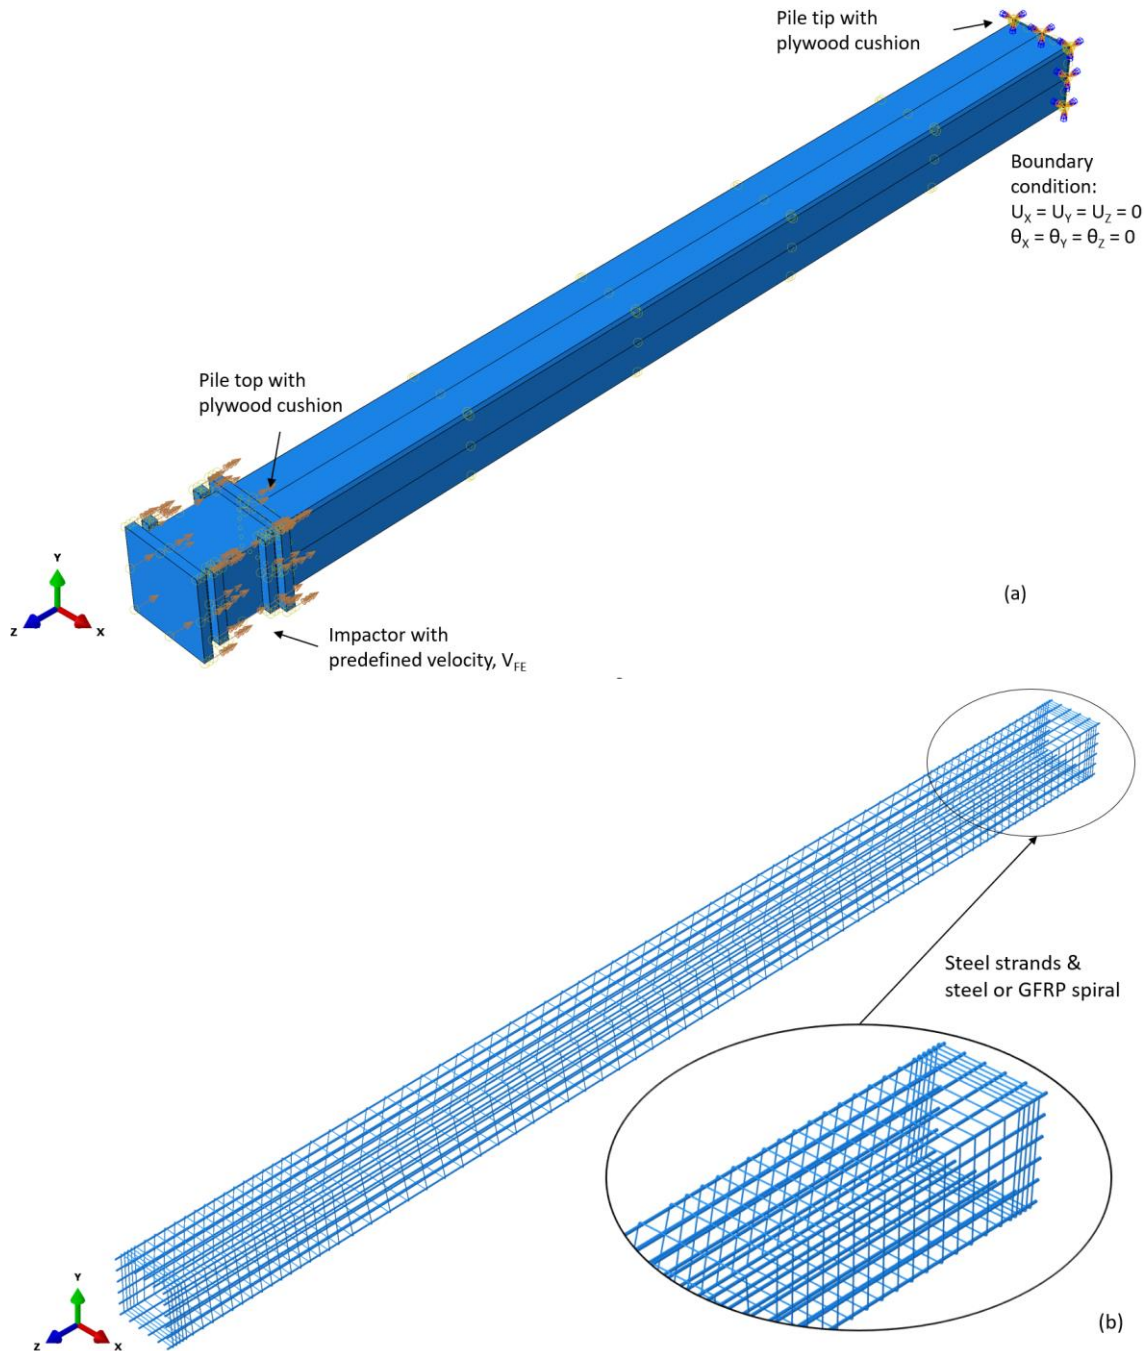 Pile tip with
plywood cushion
Boundary
condition:
U_X = U_Y = U_Z = 0
θ_X = θ_Y = θ_Z = 0
Pile top with
plywood cushion
Y
Z
X
(a)
Impactor with
predefined velocity, V_FE
Steel strands &
steel or GFRP spiral
Y
Z
X
(b)